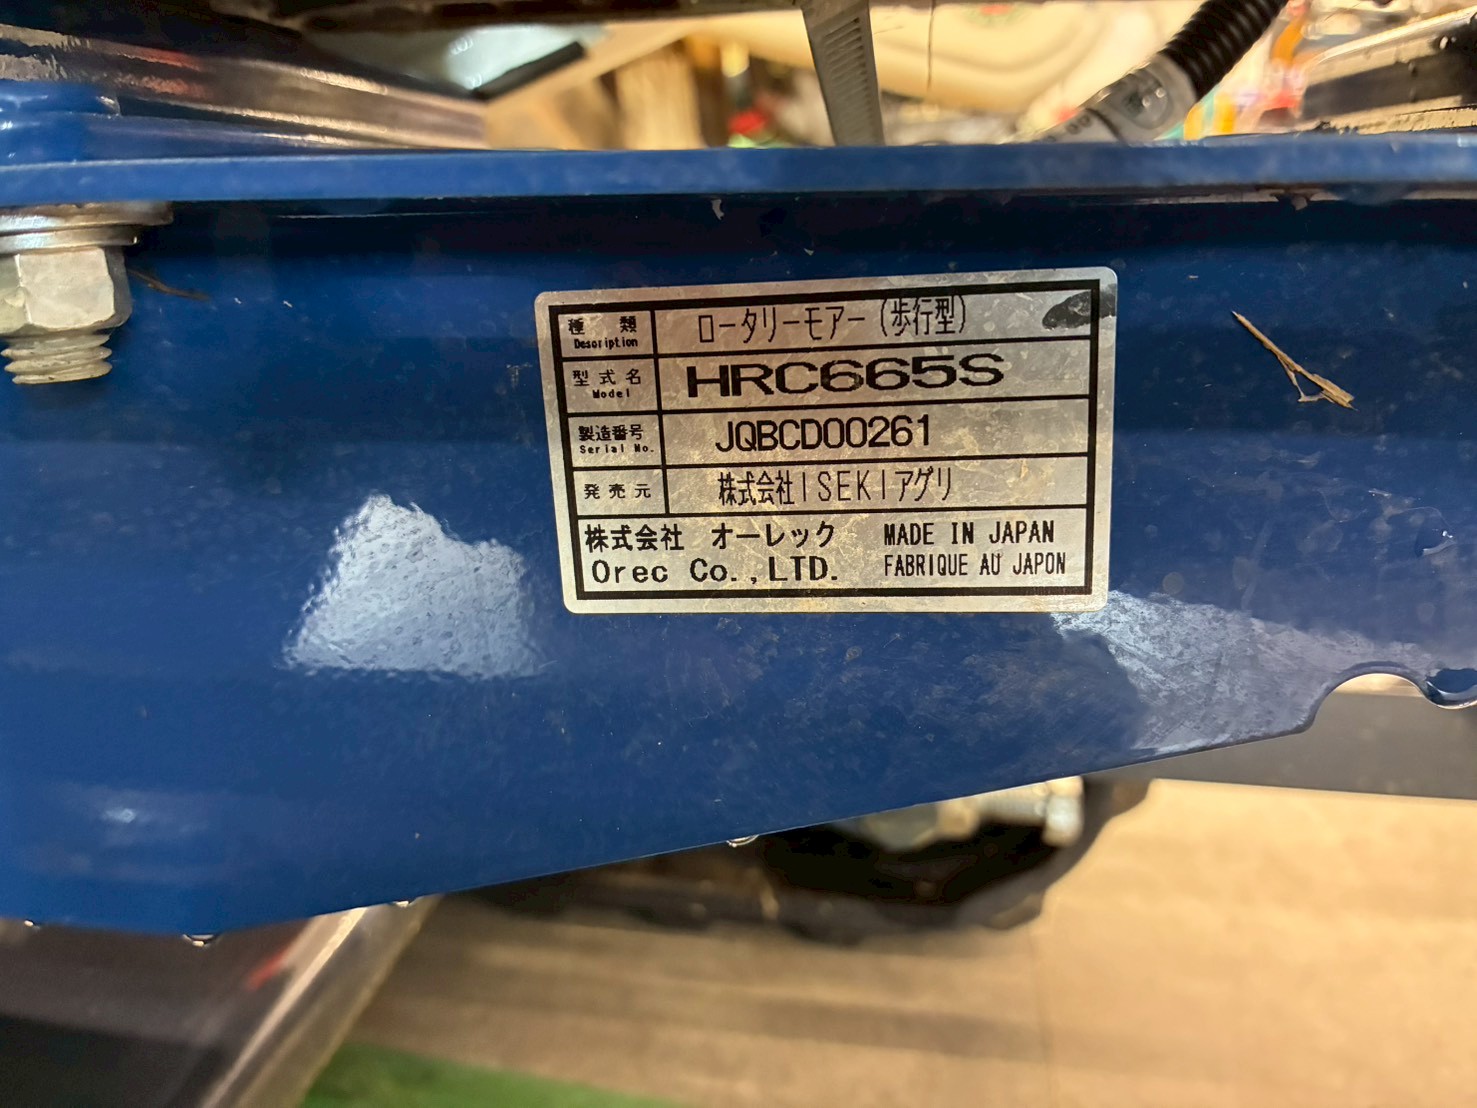 種類 ロータリーモアー(歩行型)
Description
型式名 HRC665S
Model
製造番号 JQBCD00261
Serial No.
発売元 株式会社ISEKIアグリ
株式会社 オーレック MADE IN JAPAN
Orec Co.,LTD. FABRIQUE AU JAPON